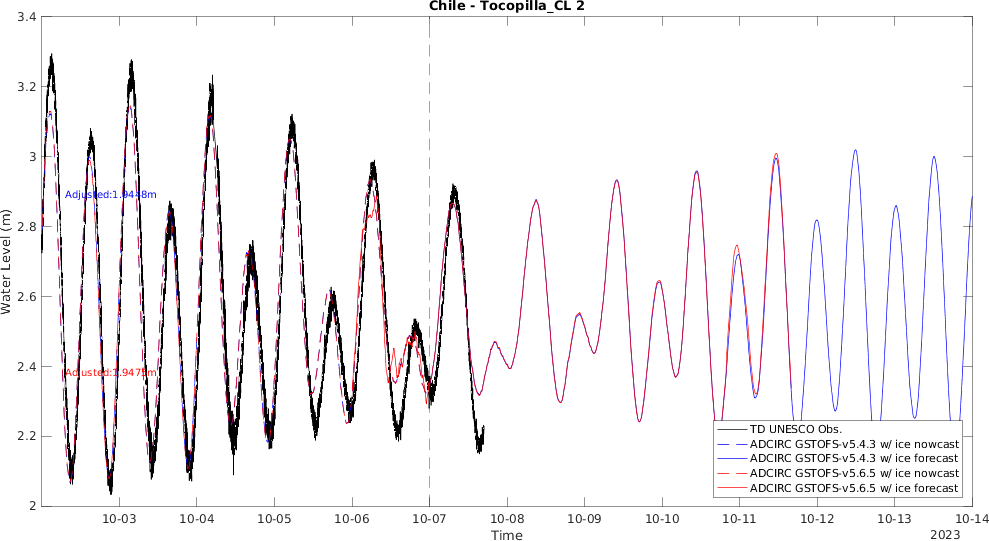 Chile - Tocopilla_CL 2
Water Level (m)
3.4
3.2
3
2.8
2.6
2.4
2.2
2
Adjusted:1.9448m
Adjusted:1.9475m
TD UNESCO Obs.
ADCIRC GSTOFS-v5.4.3 w/ ice nowcast
ADCIRC GSTOFS-v5.4.3 w/ ice forecast
ADCIRC GSTOFS-v5.6.5 w/ ice nowcast
ADCIRC GSTOFS-v5.6.5 w/ ice forecast
10-03 10-04 10-05 10-06 10-07 10-08 10-09 10-10 10-11 10-12 10-13 10-14
Time
2023